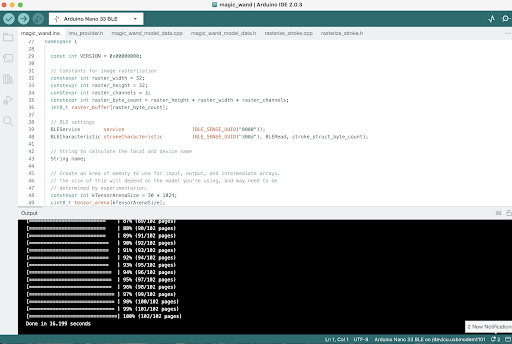 magic_wand | Arduino IDE 2.0.3
Arduino Nano 33 BLE
magic_wand.ino imu_provider.h magic_wand_model_data.cpp magic_wand_model_data.h rasterize_stroke.cpp rasterize_stroke.h
27 namespace {
28
29 const int VERSION = 0x00000000;
30
31 // Constants for image rasterization
32 constexpr int raster_width = 32;
33 constexpr int raster_height = 32;
34 constexpr int raster_channels = 3;
35 constexpr int raster_byte_count = raster_height * raster_width * raster_channels;
36 int8_t raster_buffer[raster_byte_count];
37
38 // BLE settings
39 BLEService service (BLE_SENSE_UUID("0000"));
40 BLECharacteristic strokeCharacteristic (BLE_SENSE_UUID("300a"), BLERead, stroke_struct_byte_count);
41
42 // String to calculate the local and device name
43 String name;
44
45 // Create an area of memory to use for input, output, and intermediate arrays.
46 // The size of this will depend on the model you're using, and may need to be
47 // determined by experimentation.
48 constexpr int kTensorArenaSize = 30 * 1024;
49 uint8_t tensor_arena[kTensorArenaSize];
Output
] 87% (89/102 pages)
] 88% (90/102 pages)
] 89% (91/102 pages)
] 90% (92/102 pages)
] 91% (93/102 pages)
] 92% (94/102 pages)
] 93% (95/102 pages)
] 94% (96/102 pages)
] 95% (97/102 pages)
] 96% (98/102 pages)
] 97% (99/102 pages)
] 98% (100/102 pages)
] 99% (101/102 pages)
] 100% (102/102 pages)
Done in 16.199 seconds
2 New Notification
Ln 1, Col 1 UTF-8 Arduino Nano 33 BLE on /dev/cu.usbmodem1101 2